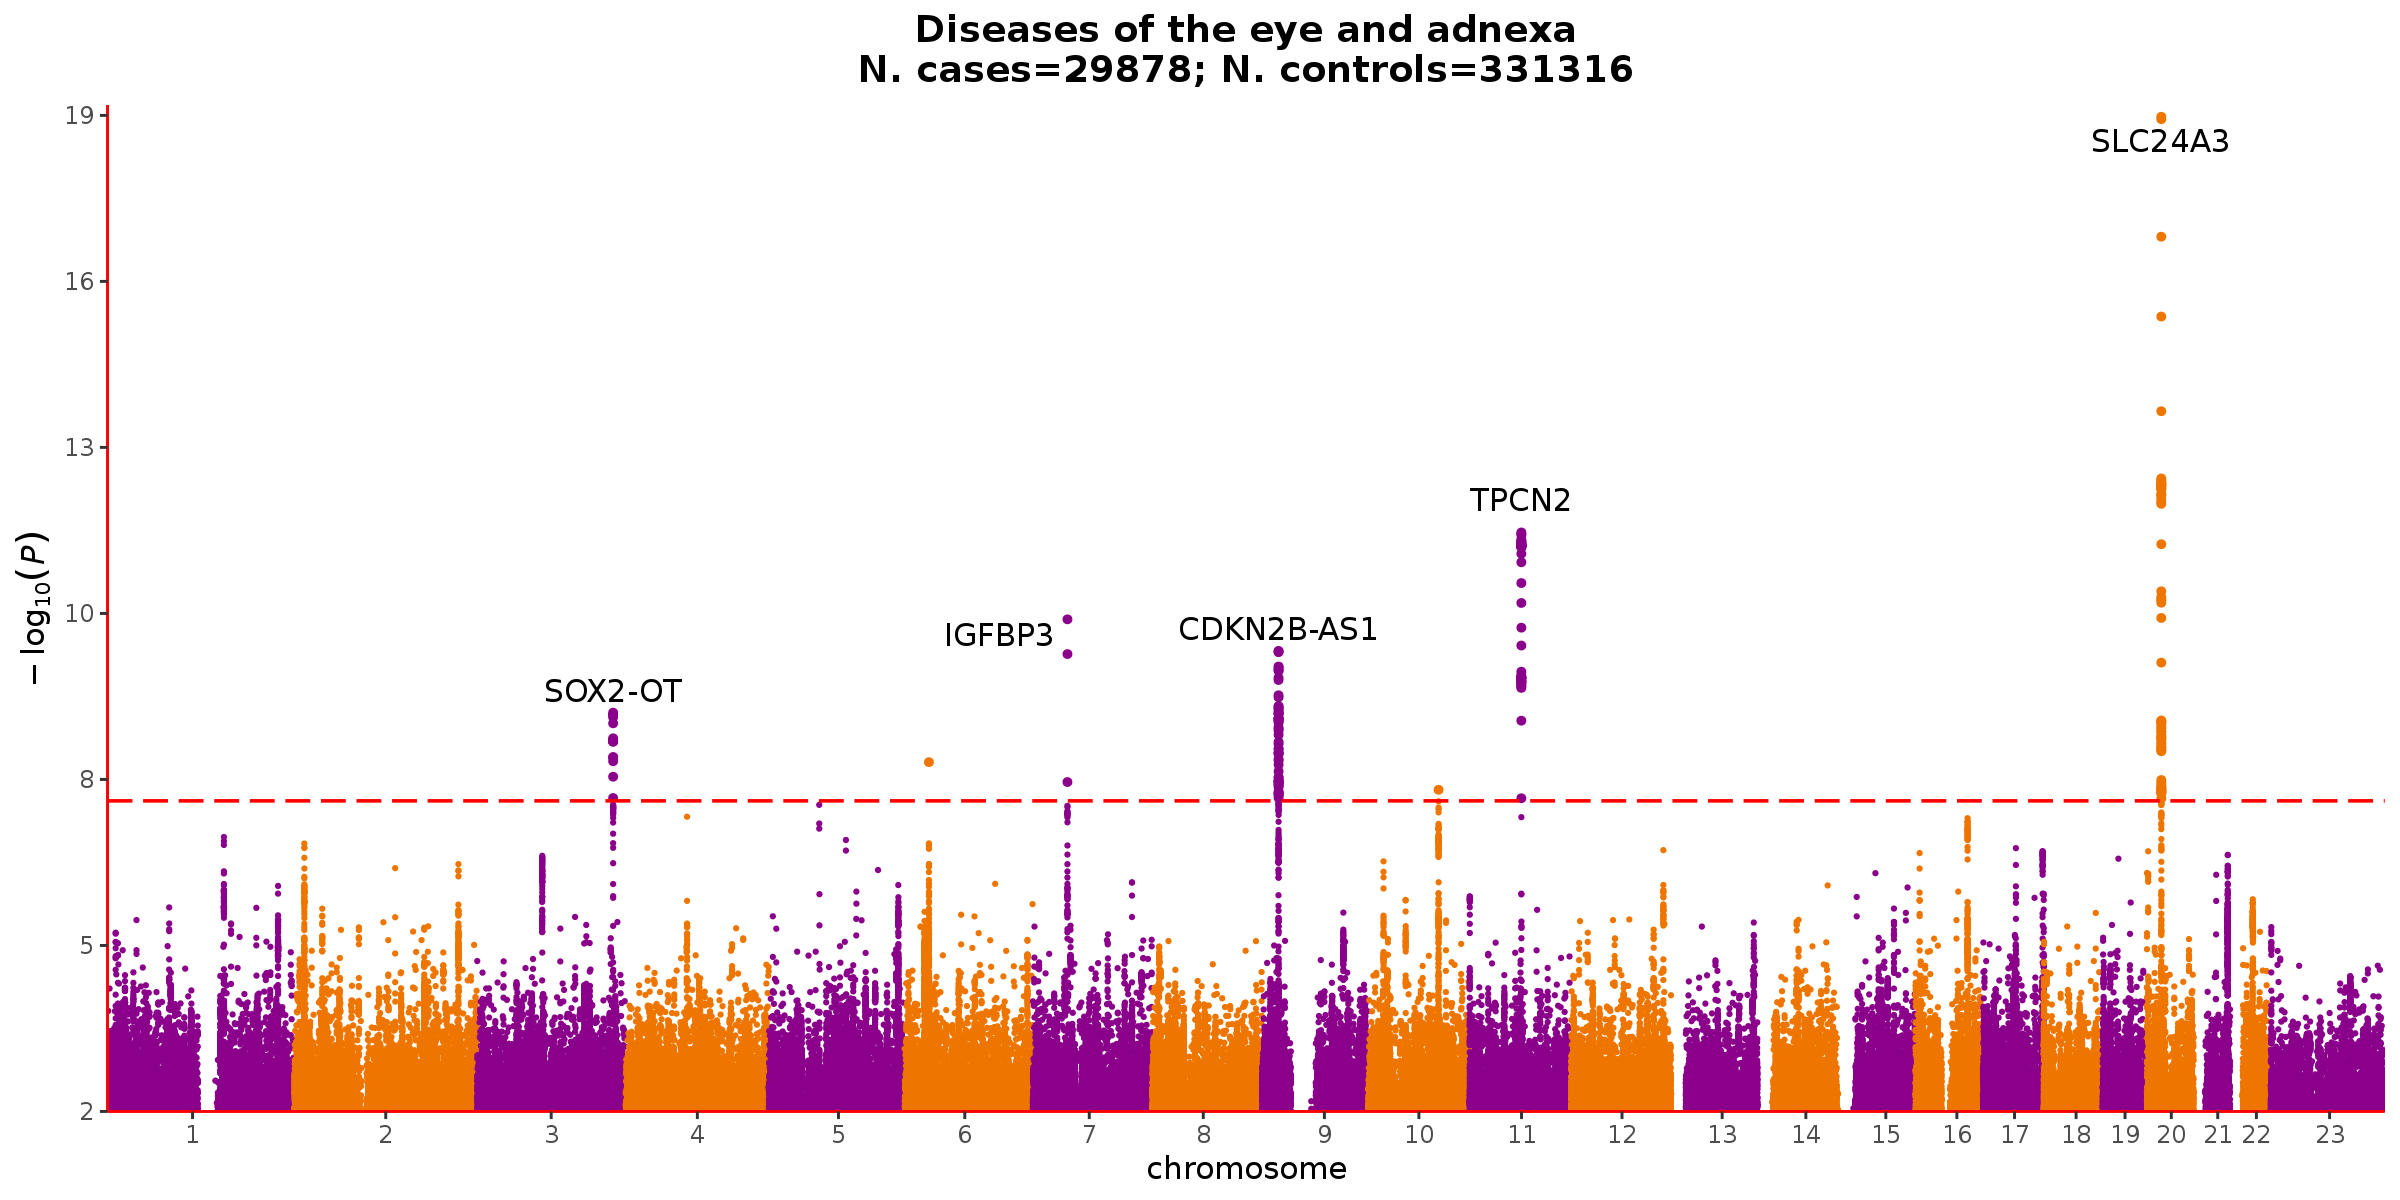 Diseases of the eye and adnexa
N. cases=29878; N. controls=331316
19
16
13
10
8
5
2
−log10(P)
SLC24A3
TPCN2
IGFBP3
CDKN2B-AS1
SOX2-OT
1 2 3 4 5 6 7 8 9 10 11 12 13 14 15 16 17 18 19 20 21 22 23
chromosome